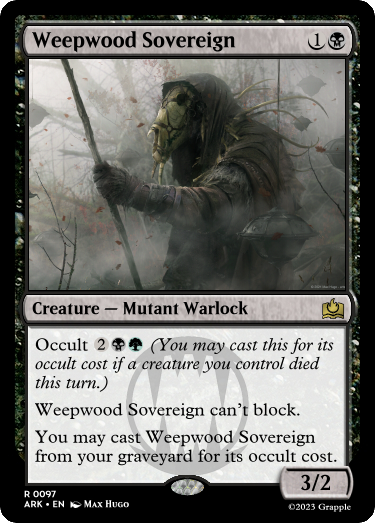 Weepwood Sovereign 1
Creature — Mutant Warlock
Occult 2 (You may cast this for its
occult cost if a creature you control died
this turn.)
Weepwood Sovereign can't block.
You may cast Weepwood Sovereign
from your graveyard for its occult cost.
3/2
R 0097
ARK • EN Max Hugo
©2023 Grapple